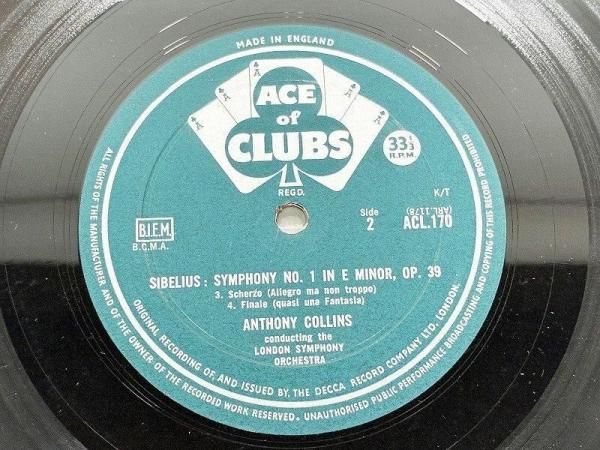 MADE IN ENGLAND
A A A A
ACE
of
CLUBS
REGD.
33⅓
R.P.M.
K/T
Side
2
ACL.170
(ARL.1178)
B.I.E.M.
B.C.M.A.
SIBELIUS: SYMPHONY NO. 1 IN E MINOR, OP. 39
3. Scherzo (Allegro ma non troppo)
4. Finale (quasi una Fantasia)
ANTHONY COLLINS
conducting the
LONDON SYMPHONY
ORCHESTRA
ALL RIGHTS OF THE MANUFACTURER AND OF THE OWNER OF THE RECORDED WORK RESERVED. UNAUTHORISED PUBLIC PERFORMANCE BROADCASTING AND COPYING OF THIS RECORD PROHIBITED
ORIGINAL RECORDING OF, AND ISSUED BY, THE DECCA RECORD COMPANY LTD. LONDON.